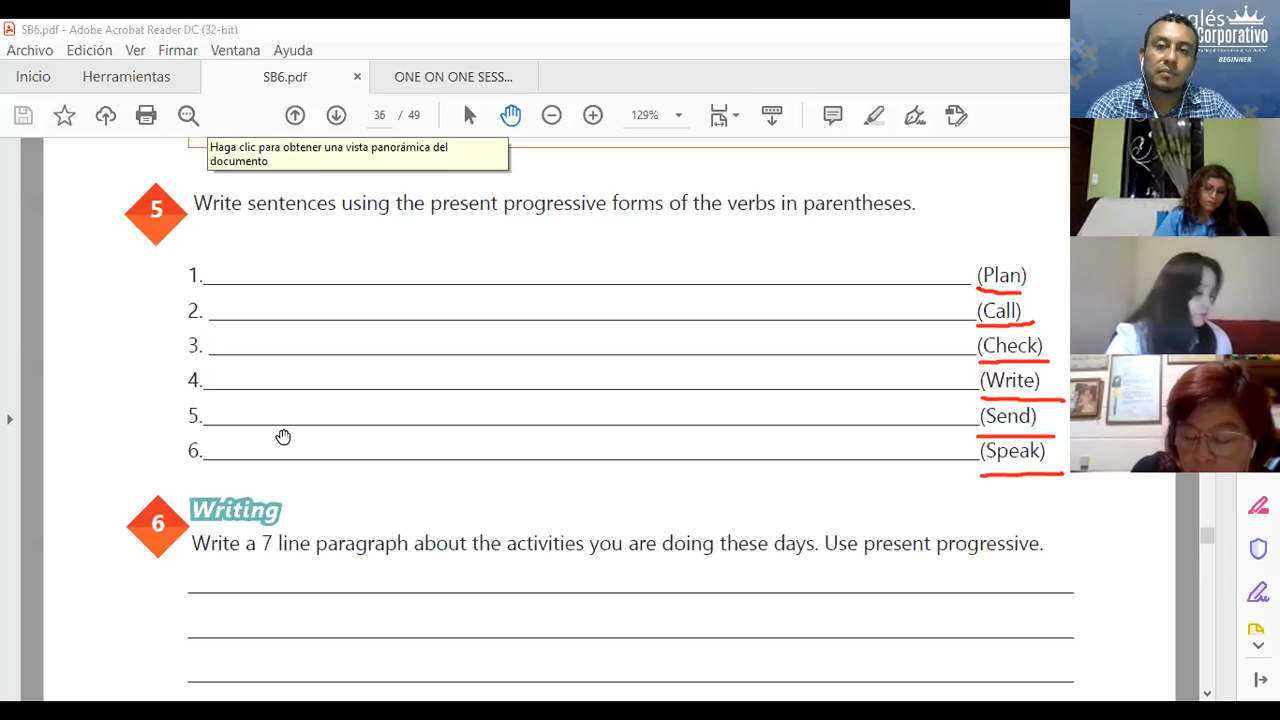 SB6.pdf - Adobe Acrobat Reader DC (32-bit)
Archivo Edición Ver Firmar Ventana Ayuda
Inicio Herramientas SB6.pdf × ONE ON ONE SESS...
36 / 49 129%
Haga clic para obtener una vista panorámica del
documento
5 Write sentences using the present progressive forms of the verbs in parentheses.
1. (Plan)
2. (Call)
3. (Check)
4. (Write)
5. (Send)
6. (Speak)
6 Writing
Write a 7 line paragraph about the activities you are doing these days. Use present progressive.
BEGINNER